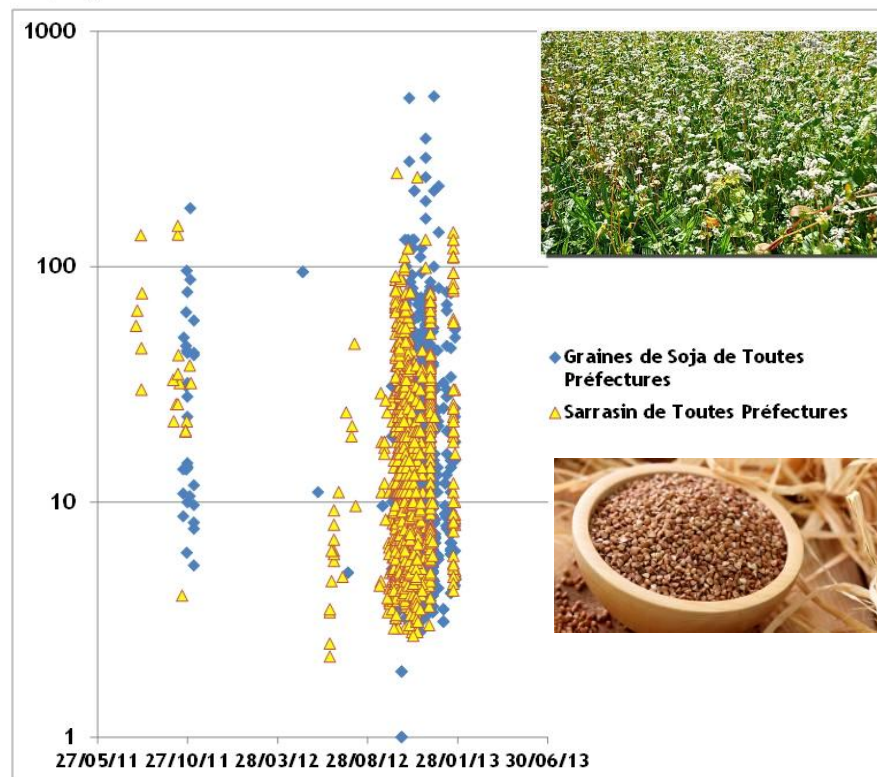 1000
100
10
1
27/05/11 27/10/11 28/03/12 28/08/12 28/01/13 30/06/13
Graines de Soja de Toutes
Préfectures
Sarrasin de Toutes Préfectures